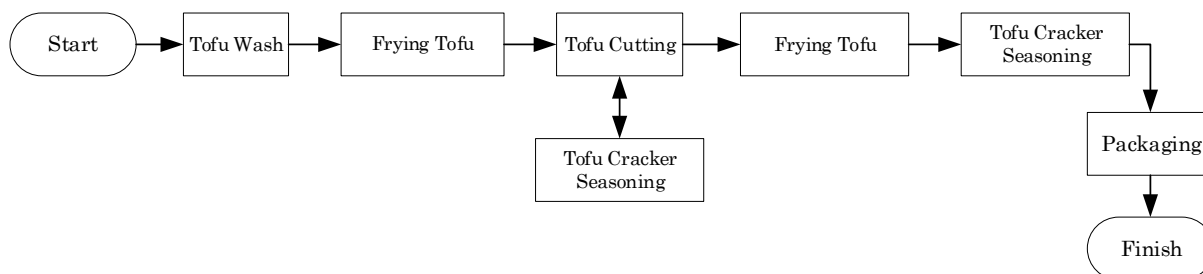 Start
Tofu Wash
Frying Tofu
Tofu Cutting
Frying Tofu
Tofu Cracker
Seasoning
Tofu Cracker
Seasoning
Packaging
Finish